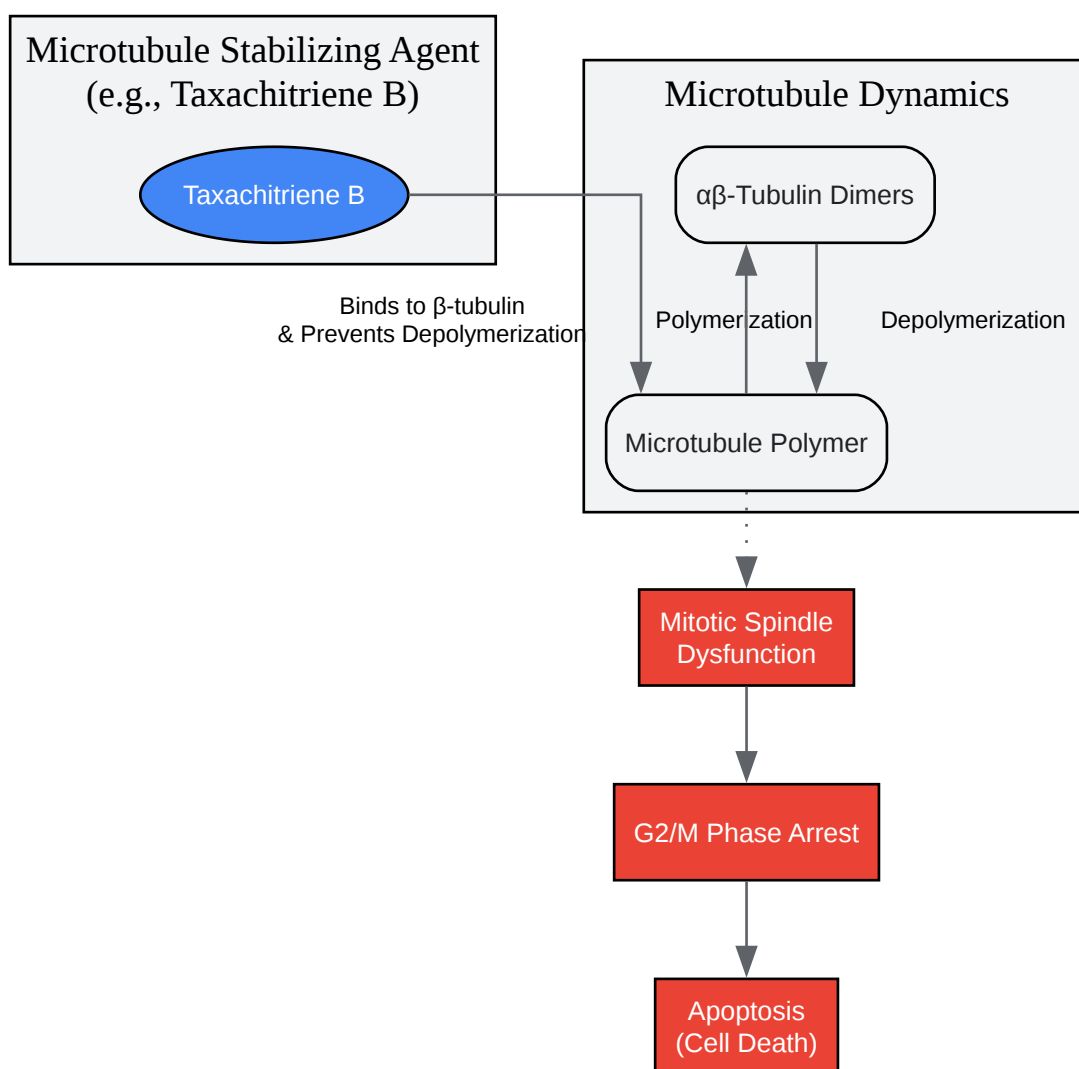 Microtubule Stabilizing Agent
(e.g., Taxachitriene B)
Taxachitriene B
Microtubule Dynamics
αβ-Tubulin Dimers
Binds to β-tubulin
& Prevents Depolymerization
Polymerization
Depolymerization
Microtubule Polymer
Mitotic Spindle
Dysfunction
G2/M Phase Arrest
Apoptosis
(Cell Death)